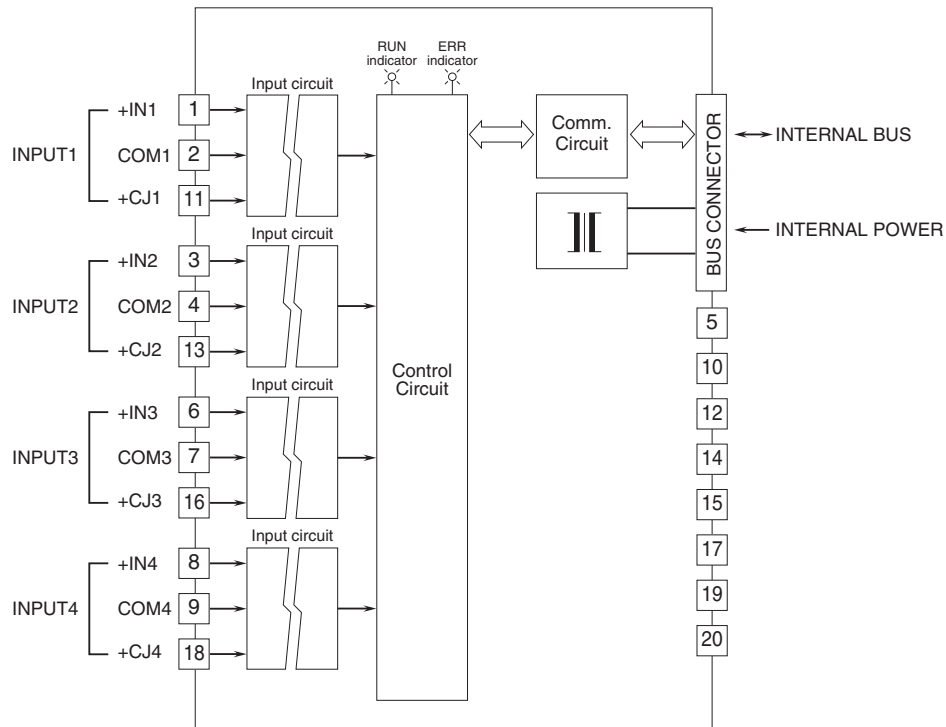 RUN
indicator
ERR
indicator
Input circuit
INPUT1
+IN1
1
COM1
2
+CJ1
11
Input circuit
INPUT2
+IN2
3
COM2
4
+CJ2
13
Input circuit
INPUT3
+IN3
6
COM3
7
+CJ3
16
Input circuit
INPUT4
+IN4
8
COM4
9
+CJ4
18
Control
Circuit
Comm.
Circuit
BUS CONNECTOR
INTERNAL BUS
INTERNAL POWER
5
10
12
14
15
17
19
20